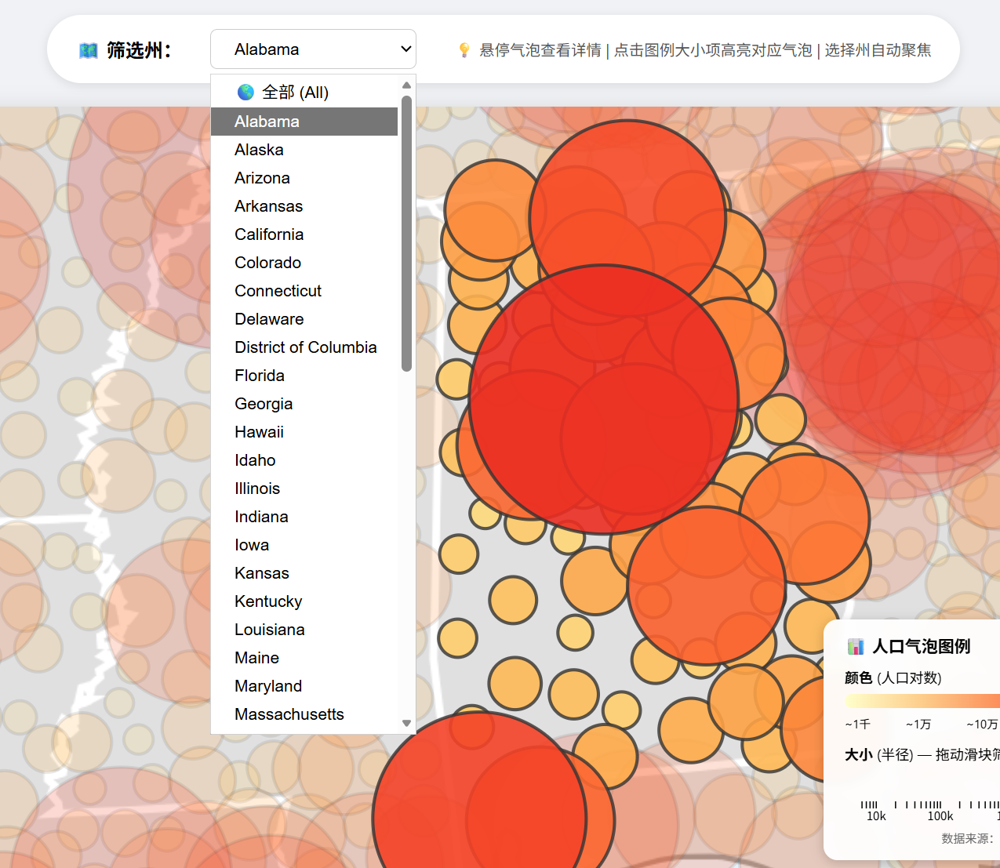 筛选州：
Alabama
悬停气泡查看详情 | 点击图例大小项高亮对应气泡 | 选择州自动聚焦
全部 (All)
Alabama
Alaska
Arizona
Arkansas
California
Colorado
Connecticut
Delaware
District of Columbia
Florida
Georgia
Hawaii
Idaho
Illinois
Indiana
Iowa
Kansas
Kentucky
Louisiana
Maine
Maryland
Massachusetts
人口气泡图例
颜色 (人口对数)
~1千 ~1万 ~10万
大小 (半径) — 拖动滑块筛
10k 100k 1
数据来源：